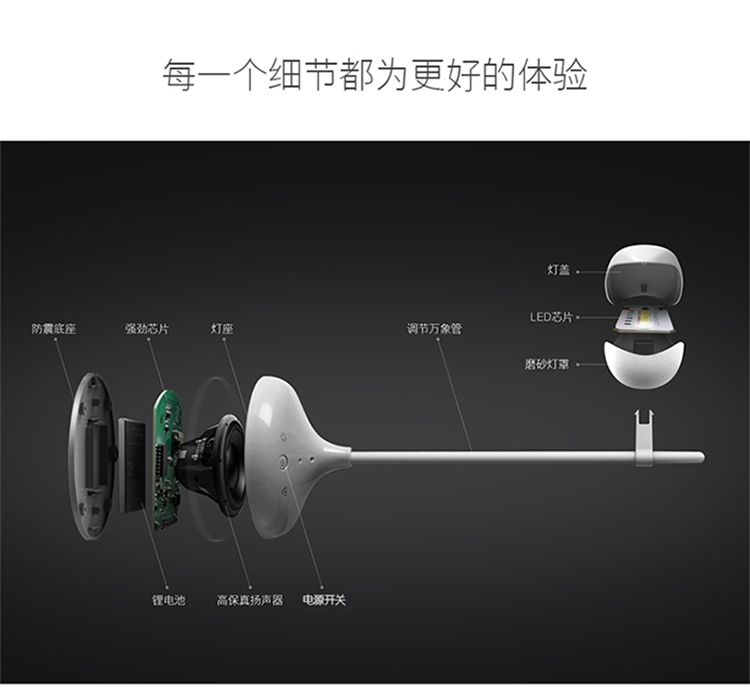 每一个细节都为更好的体验
灯盖
LED芯片
磨砂灯罩
防震底座
强劲芯片
灯座
调节万象管
锂电池
高保真扬声器
电源开关